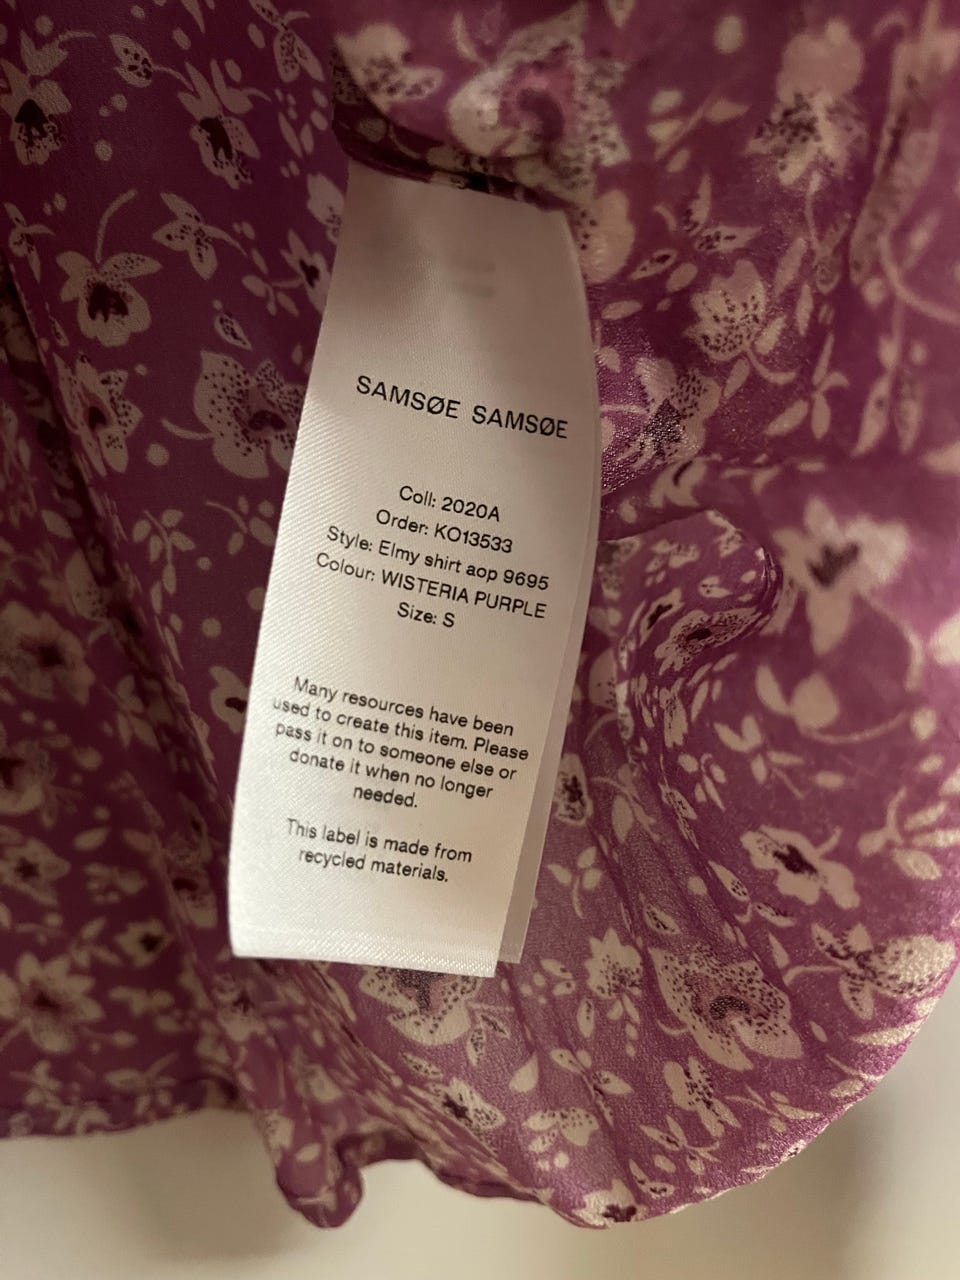 SAMSØE SAMSØE
Coll: 2020A
Order: KO13533
Style: Elmy shirt aop 9695
Colour: WISTERIA PURPLE
Size: S
Many resources have been
used to create this item. Please
pass it on to someone else or
donate it when no longer
needed.
This label is made from
recycled materials.